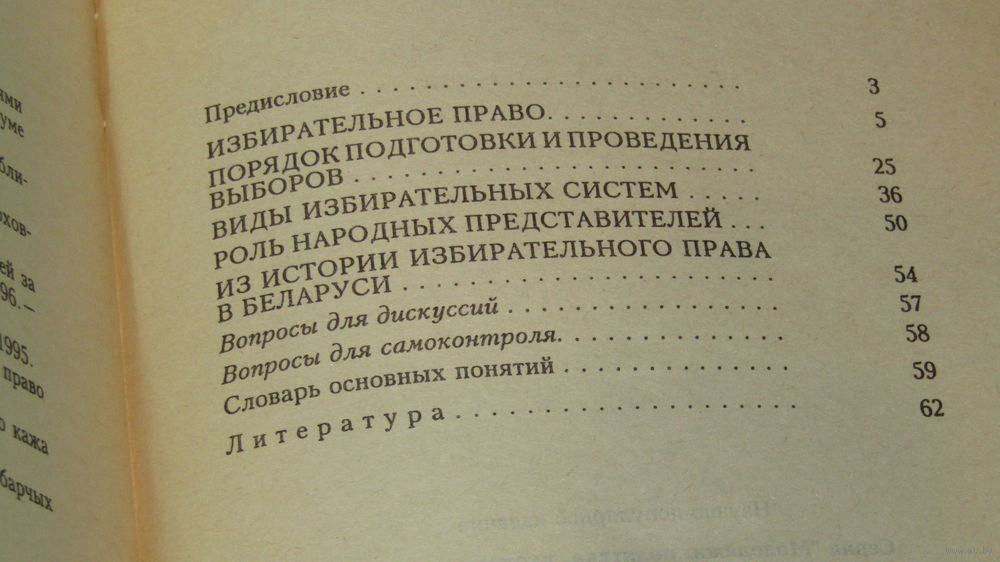 ями
уме
бли-
рхов-
ей за
96.—
1995.
право
о кажа
барчых
Предисловие . . . . . . . . . . . . . . . . . . . . . . 3
ИЗБИРАТЕЛЬНОЕ ПРАВО. . . . . . . . . . . . 5
ПОРЯДОК ПОДГОТОВКИ И ПРОВЕДЕНИЯ
ВЫБОРОВ . . . . . . . . . . . . . . . . . . . . . . . 25
ВИДЫ ИЗБИРАТЕЛЬНЫХ СИСТЕМ . . . . . 36
РОЛЬ НАРОДНЫХ ПРЕДСТАВИТЕЛЕЙ . . . 50
ИЗ ИСТОРИИ ИЗБИРАТЕЛЬНОГО ПРАВА
В БЕЛАРУСИ . . . . . . . . . . . . . . . . . . . . . 54
Вопросы для дискуссий . . . . . . . . . . . . . . . 57
Вопросы для самоконтроля. . . . . . . . . . . . . 58
Словарь основных понятий . . . . . . . . . . . . . 59
Литература . . . . . . . . . . . . . . . . . . . . 62